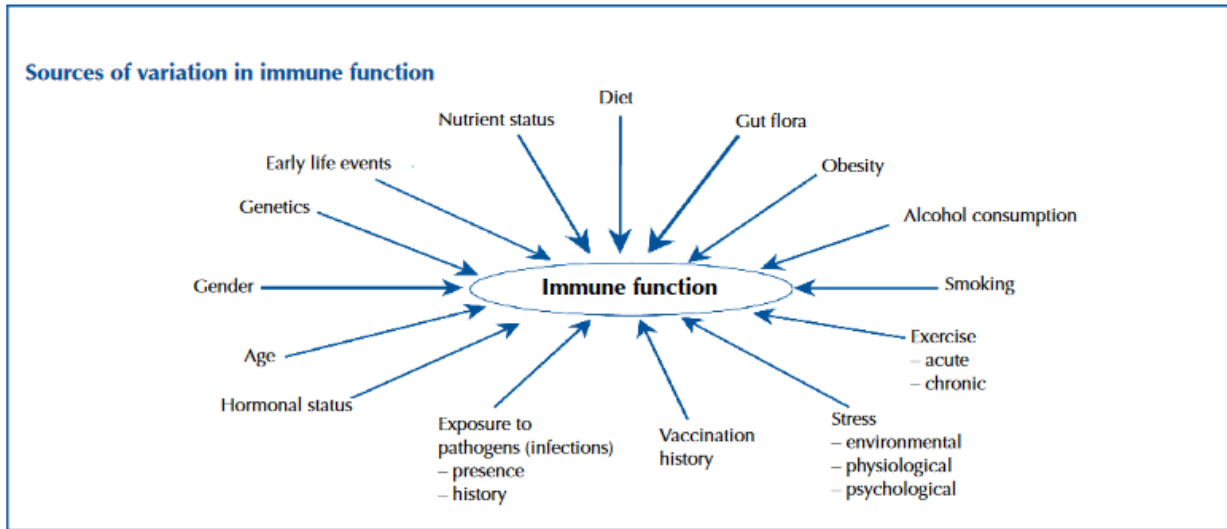 Sources of variation in immune function
Diet
Nutrient status
Gut flora
Early life events
Obesity
Genetics
Alcohol consumption
Gender
Immune function
Smoking
Age
Exercise
– acute
– chronic
Hormonal status
Exposure to
pathogens (infections)
– presence
– history
Vaccination
history
Stress
– environmental
– physiological
– psychological